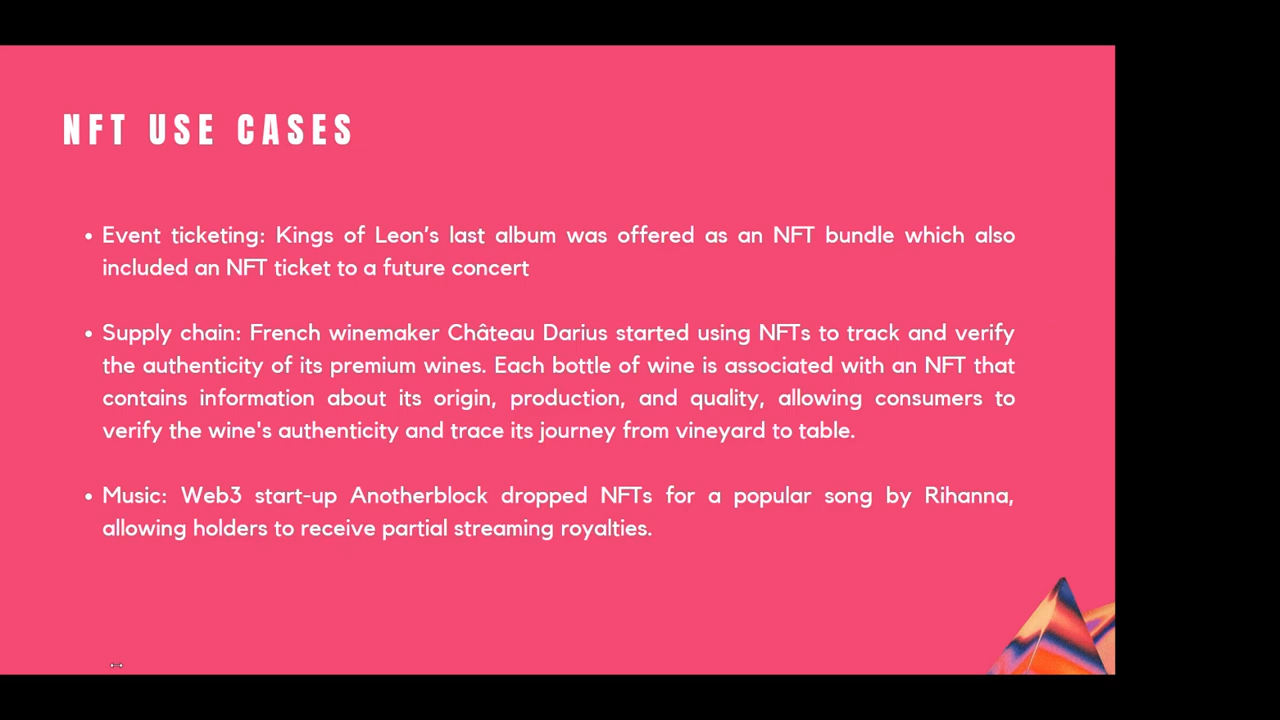 NFT USE CASES
• Event ticketing: Kings of Leon’s last album was offered as an NFT bundle which also
included an NFT ticket to a future concert
• Supply chain: French winemaker Château Darius started using NFTs to track and verify
the authenticity of its premium wines. Each bottle of wine is associated with an NFT that
contains information about its origin, production, and quality, allowing consumers to
verify the wine's authenticity and trace its journey from vineyard to table.
• Music: Web3 start-up Anotherblock dropped NFTs for a popular song by Rihanna,
allowing holders to receive partial streaming royalties.